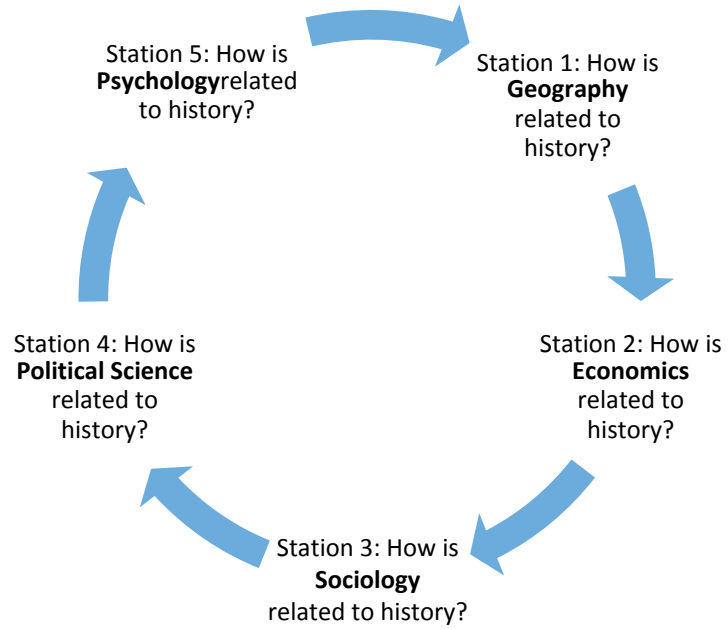 Station 5: How is
Psychologyrelated
to history?
Station 1: How is
Geography
related to
history?
Station 2: How is
Economics
related to
history?
Station 3: How is
Sociology
related to history?
Station 4: How is
Political Science
related to
history?